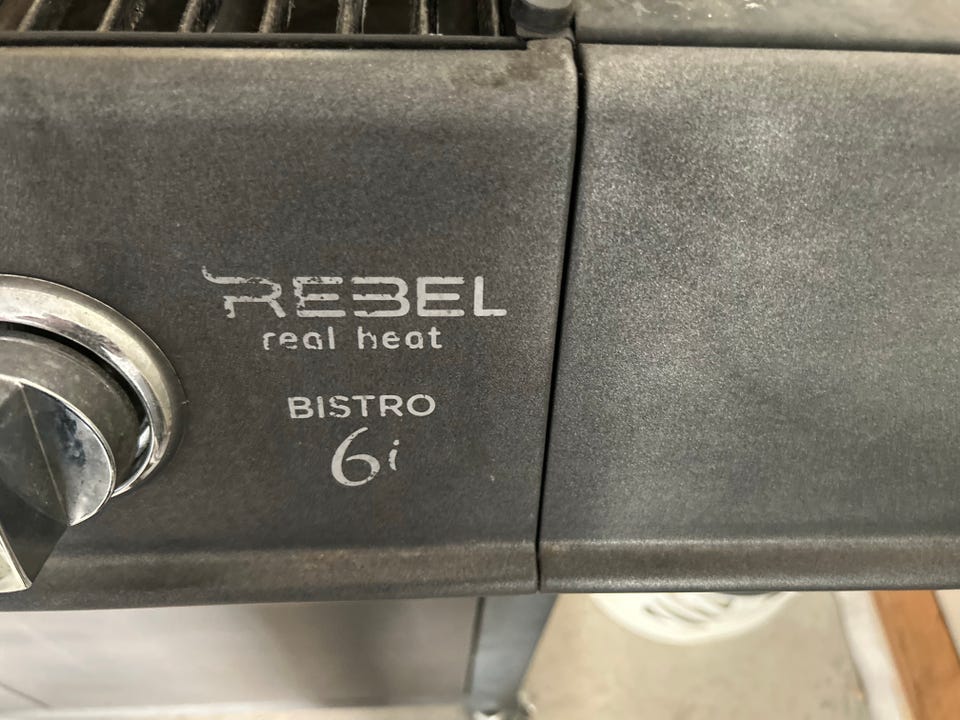 REBEL
real heat
BISTRO
6i